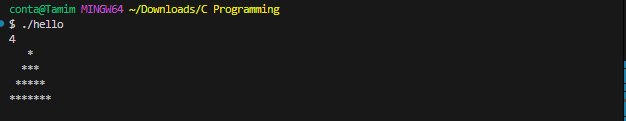 conta@Tamim MINGW64 ~/Downloads/C Programming
$ ./hello
4
   *
  ***
 *****
*******